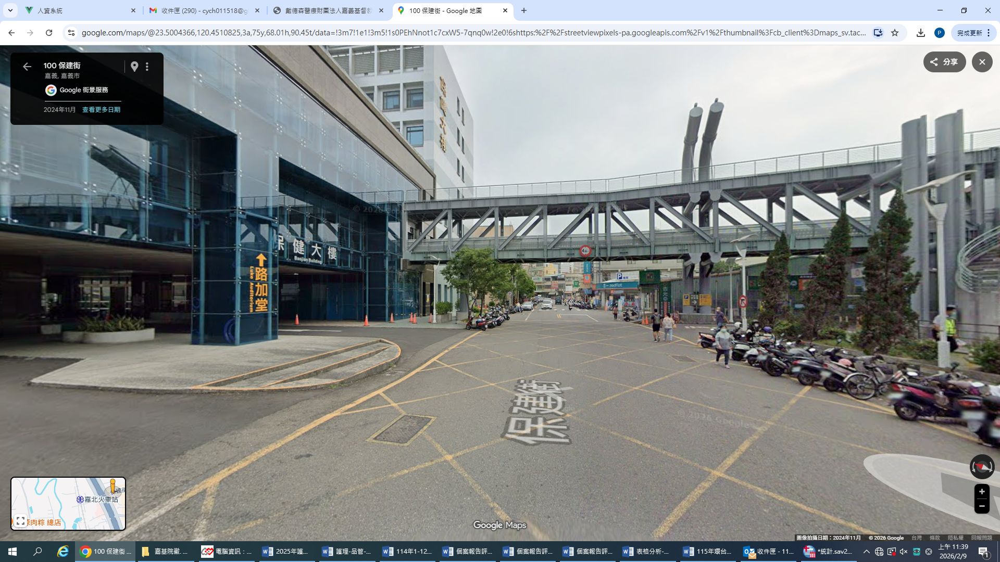 人資系統
收件匣 (290) - cych011518@g
戴德森醫療財團法人嘉義基督教
100 保建街 - Google 地圖
google.com/maps/@23.5004366,120.4510825,3a,75y,68.01h,90.45t/data=!3m7!1e1!3m5!1s0PEhNnot1c7cxW5-7qnq0w!2e0!6shttps:%2F%2Fstreetviewpixels-pa.googleapis.com%2Fv1%2Fthumbnail%3Fcb_client%3Dmaps_sv.tac...
P
完成更新
100 保建街
嘉義, 嘉義市
Google 街景服務
2024年11月 查看更多日期
分享
保健大樓
Baojian Building
路加堂
Luke Auditorium
P
保建街
© 2026 Google
嘉北火車站
保建街
肉粽 總店
Google Maps
圖像拍攝日期：2024年11月 © 2026 Google 台灣 條款 隱私權 回報問題
100 保建街 ...
嘉基院徽....
電腦資訊：...
2025年護...
護理-品管-...
114年1-12...
個案報告評...
個案報告評...
個案報告評...
表格分析-...
115年環台...
收件匣 - 11...
*統計.sav2...
上午 11:39
2026/2/9
1